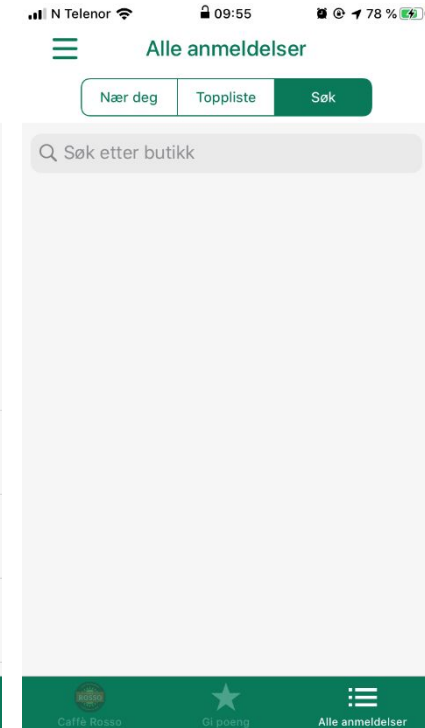 N Telenor 09:55 78 %
Alle anmeldelser
Nær deg Toppliste Søk
Søk etter butikk
ROSSO
Caffè Rosso Gi poeng Alle anmeldelser